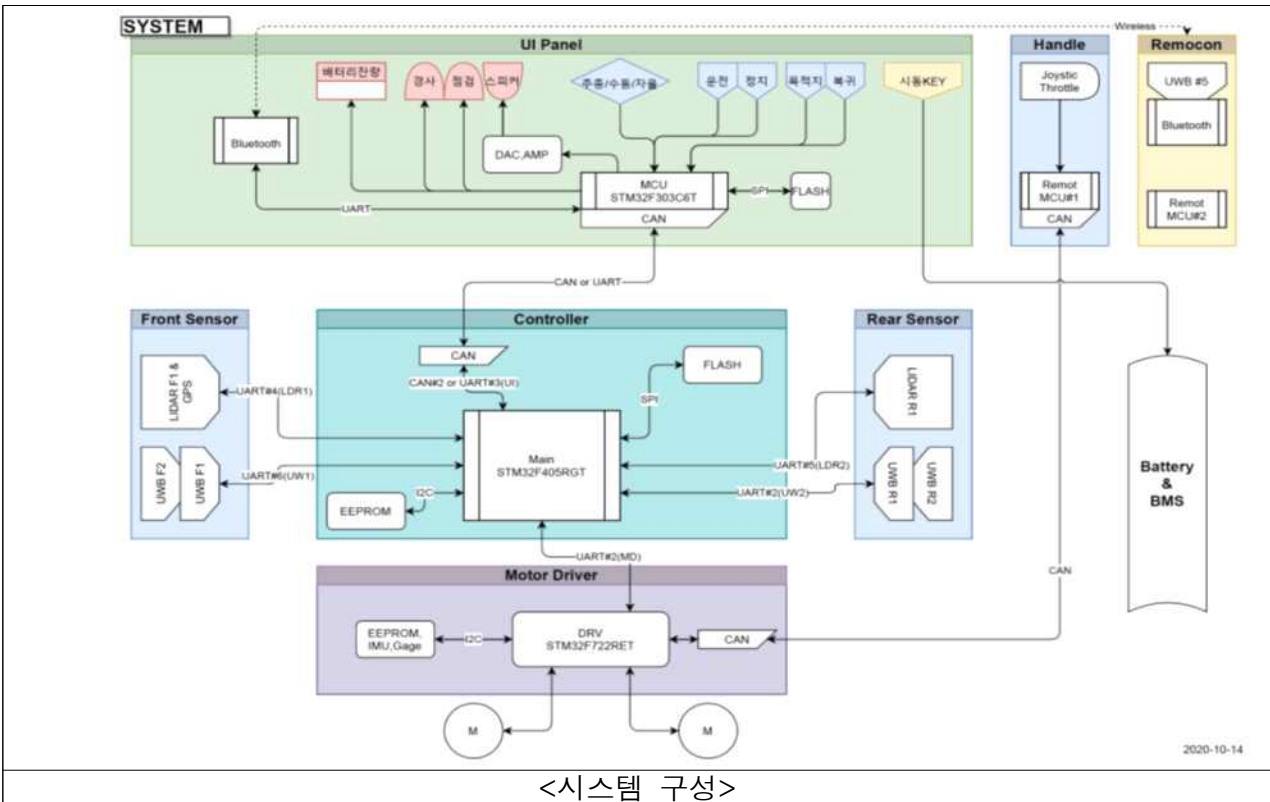 SYSTEM
Wireless
UI Panel
Handle
Remocon
배터리잔량
경사
점검
스피커
주종/수동/자율
운전
정지
목적지
복귀
시동KEY
Joystic
Throttle
UWB #5
Bluetooth
Bluetooth
DAC,AMP
MCU
STM32F303C6T
CAN
SPI
FLASH
UART
Remot
MCU#1
CAN
Remot
MCU#2
CAN or UART
Front Sensor
Controller
Rear Sensor
LIDAR F1 &
GPS
UWB F2
UWB F1
UART#4(LDR1)
UART#6(UW1)
CAN
CAN#2 or UART#3(UI)
FLASH
SPI
Main
STM32F405RGT
I2C
EEPROM
UART#5(LDR2)
UART#2(UW2)
LIDAR R1
UWB R1
UWB R2
Battery
&
BMS
UART#2(MD)
CAN
Motor Driver
EEPROM,
IMU,Gage
I2C
DRV
STM32F722RET
CAN
M
M
2020-10-14
<시스템 구성>